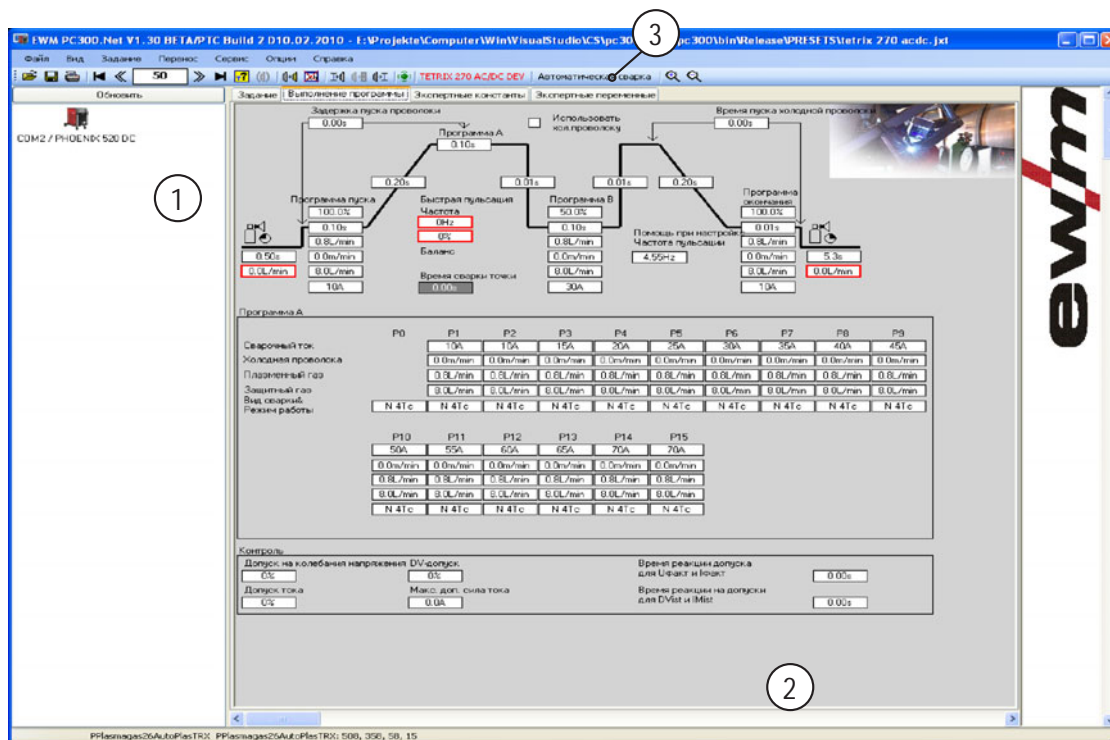 EWM PC300.Net V1.30 BETA/PTC Build 2 D10.02.2010 - E:\Projekte\Computer\Win\VisualStudio\CS\pc30 pc300\bin\Release\PRESETS\tetrix 270 acdc.jxt
Файл Вид Задание Перенос Сервис Опции Справка
50 TETRIX 270 AC/DC DEV Автоматическая сварка
3
Обновить
Задание Выполнение программы Экспертные константы Экспертные переменные
COM2 / PHOENIX 520 DC
1
Задержка пуска проволоки
0.00s
Использовать хол.проволоку
Время пуска холодной проволоки
0.00s
Программа A
0.10s
0.20s 0.01s 0.01s 0.20s
Программа пуска
100.0%
0.10s
0.8L/min
0.0m/min
8.0L/min
10A
0.50s
0.0L/min
Быстрая пульсация
Частота
0Hz
0%
Баланс
Время сварки точки
0.00s
Программа B
50.0%
0.10s
0.8L/min
0.0m/min
8.0L/min
30A
Помощь при настройке
Частота пульсации
4.55Hz
Программа окончания
100.0%
0.01s
0.8L/min
0.0m/min
8.0L/min
10A
5.3s
0.0L/min
ewm
Программа A
P0 P1 P2 P3 P4 P5 P6 P7 P8 P9
Сварочный ток 10A 10A 15A 20A 25A 30A 35A 40A 45A
Холодная проволока 0.0m/min 0.0m/min 0.0m/min 0.0m/min 0.0m/min 0.0m/min 0.0m/min 0.0m/min 0.0m/min
Плазменный газ 0.8L/min 0.8L/min 0.8L/min 0.8L/min 0.8L/min 0.8L/min 0.8L/min 0.8L/min 0.8L/min
Защитный газ 8.0L/min 8.0L/min 8.0L/min 8.0L/min 8.0L/min 8.0L/min 8.0L/min 8.0L/min 8.0L/min
Вид сварки\
Режим работы N 4Tc N 4Tc N 4Tc N 4Tc N 4Tc N 4Tc N 4Tc N 4Tc N 4Tc N 4Tc
P10 P11 P12 P13 P14 P15
50A 55A 60A 65A 70A 70A
0.0m/min 0.0m/min 0.0m/min 0.0m/min 0.0m/min 0.0m/min
0.8L/min 0.8L/min 0.8L/min 0.8L/min 0.8L/min 0.8L/min
8.0L/min 8.0L/min 8.0L/min 8.0L/min 8.0L/min 8.0L/min
N 4Tc N 4Tc N 4Tc N 4Tc N 4Tc N 4Tc
Контроль
Допуск на колебания напряжения DV-допуск
0% 0%
Время реакции допуска
для Uфакт и Iфакт 0.00s
Допуск тока Макс. доп. сила тока
0% 0.0A
Время реакции на допуски
для DVist и IMist 0.00s
2
PPlasmagas26AutoPlasTRX PPlasmagas26AutoPlasTRX: 508, 358, 58, 15